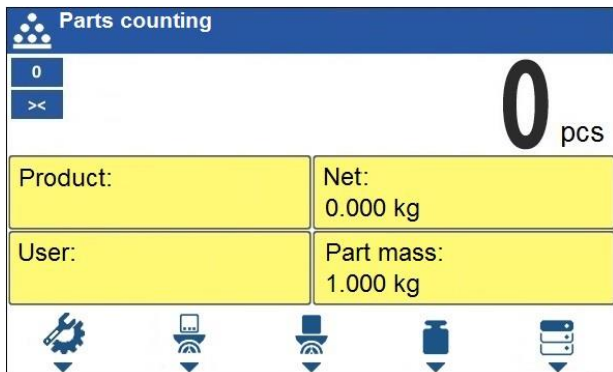 Parts counting
0
><
0 pcs
Product:
Net:
0.000 kg
User:
Part mass:
1.000 kg